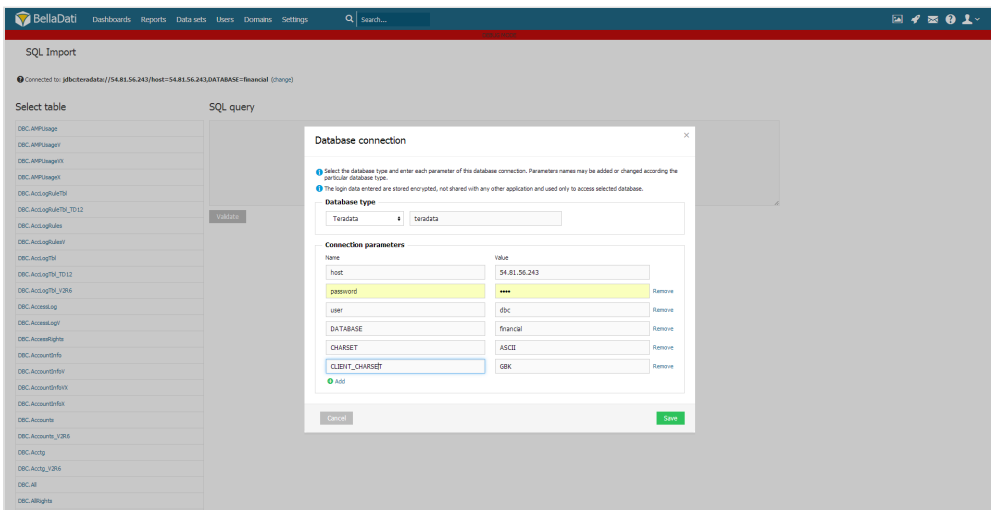 BellaDati Dashboards Reports Data sets Users Domains Settings Search...
SQL Import
Connected to: jdbc:teradata://54.81.56.243/host=54.81.56.243,DATABASE=financial (change)
Select table SQL query
DBC.AMPUsage
DBC.AMPUsageV
DBC.AMPUsageVX
DBC.AMPUsageX
DBC.AccLogRuleTbl
DBC.AccLogRuleTbl_TD12
DBC.AccLogRules
DBC.AccLogRulesV
DBC.AccLogTbl
DBC.AccLogTbl_TD12
DBC.AccLogTbl_V2R6
DBC.AccessLog
DBC.AccessLogV
DBC.AccessRights
DBC.AccountInfo
DBC.AccountInfoV
DBC.AccountInfoVX
DBC.AccountInfoX
DBC.Accounts
DBC.Accounts_V2R6
DBC.Acctg
DBC.Acctg_V2R6
DBC.All
DBC.AllRights
Validate
Database connection ×
Select the database type and enter each parameter of this database connection. Parameters names may be added or changed according the
particular database type.
The login data entered are stored encrypted, not shared with any other application and used only to access selected database.
Database type
Teradata teradata
Connection parameters
Name Value
host 54.81.56.243
password •••• Remove
user dbc Remove
DATABASE financial Remove
CHARSET ASCII Remove
CLIENT_CHARSET GBK Remove
Add
Cancel Save